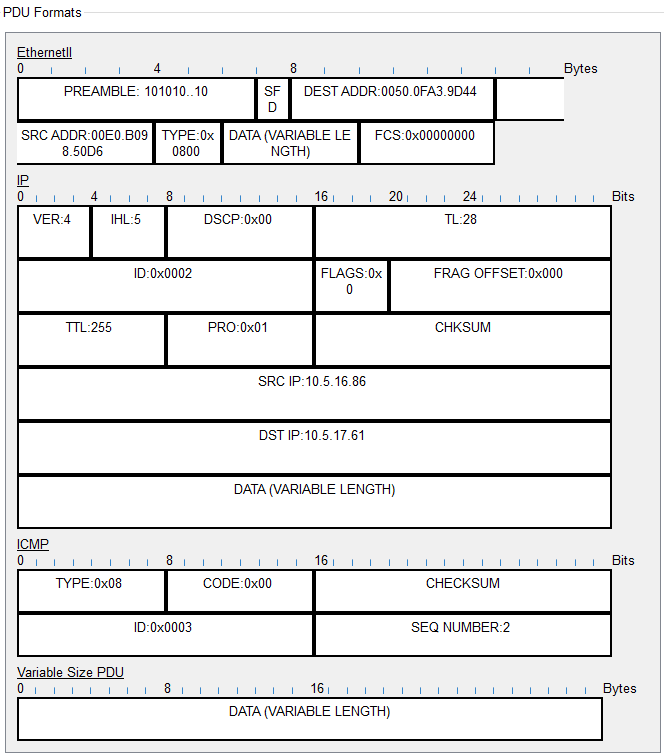 PDU Formats
EthernetII
0 4 8 Bytes
PREAMBLE: 101010..10 SF DEST ADDR:0050.0FA3.9D44
D
SRC ADDR:00E0.B09 TYPE:0x DATA (VARIABLE LE FCS:0x00000000
8.50D6 0800 NGTH)
IP
0 4 8 16 20 24 Bits
VER:4 IHL:5 DSCP:0x00 TL:28
ID:0x0002 FLAGS:0x FRAG OFFSET:0x000
0
TTL:255 PRO:0x01 CHKSUM
SRC IP:10.5.16.86
DST IP:10.5.17.61
DATA (VARIABLE LENGTH)
ICMP
0 8 16 Bits
TYPE:0x08 CODE:0x00 CHECKSUM
ID:0x0003 SEQ NUMBER:2
Variable Size PDU
0 8 16 Bytes
DATA (VARIABLE LENGTH)